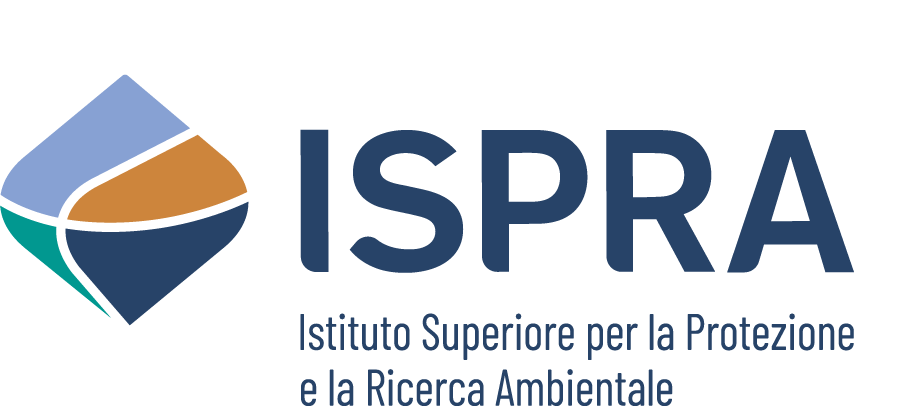 ISPRA
Istituto Superiore per la Protezione
e la Ricerca Ambientale